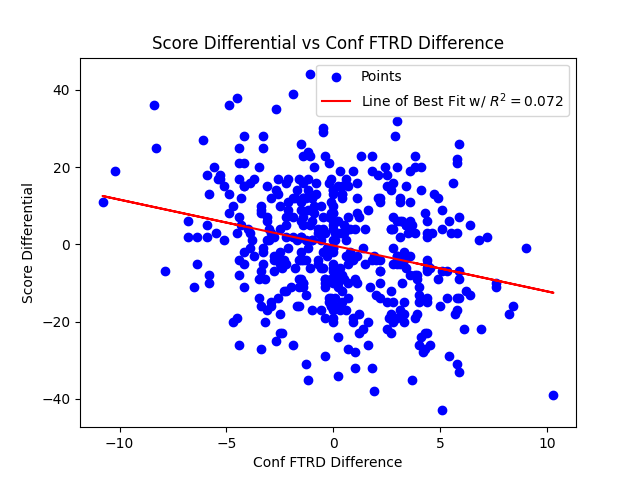 Score Differential vs Conf FTRD Difference
Points
Line of Best Fit w/ R² = 0.072
40
20
0
−20
−40
Score Differential
−10
−5
0
5
10
Conf FTRD Difference